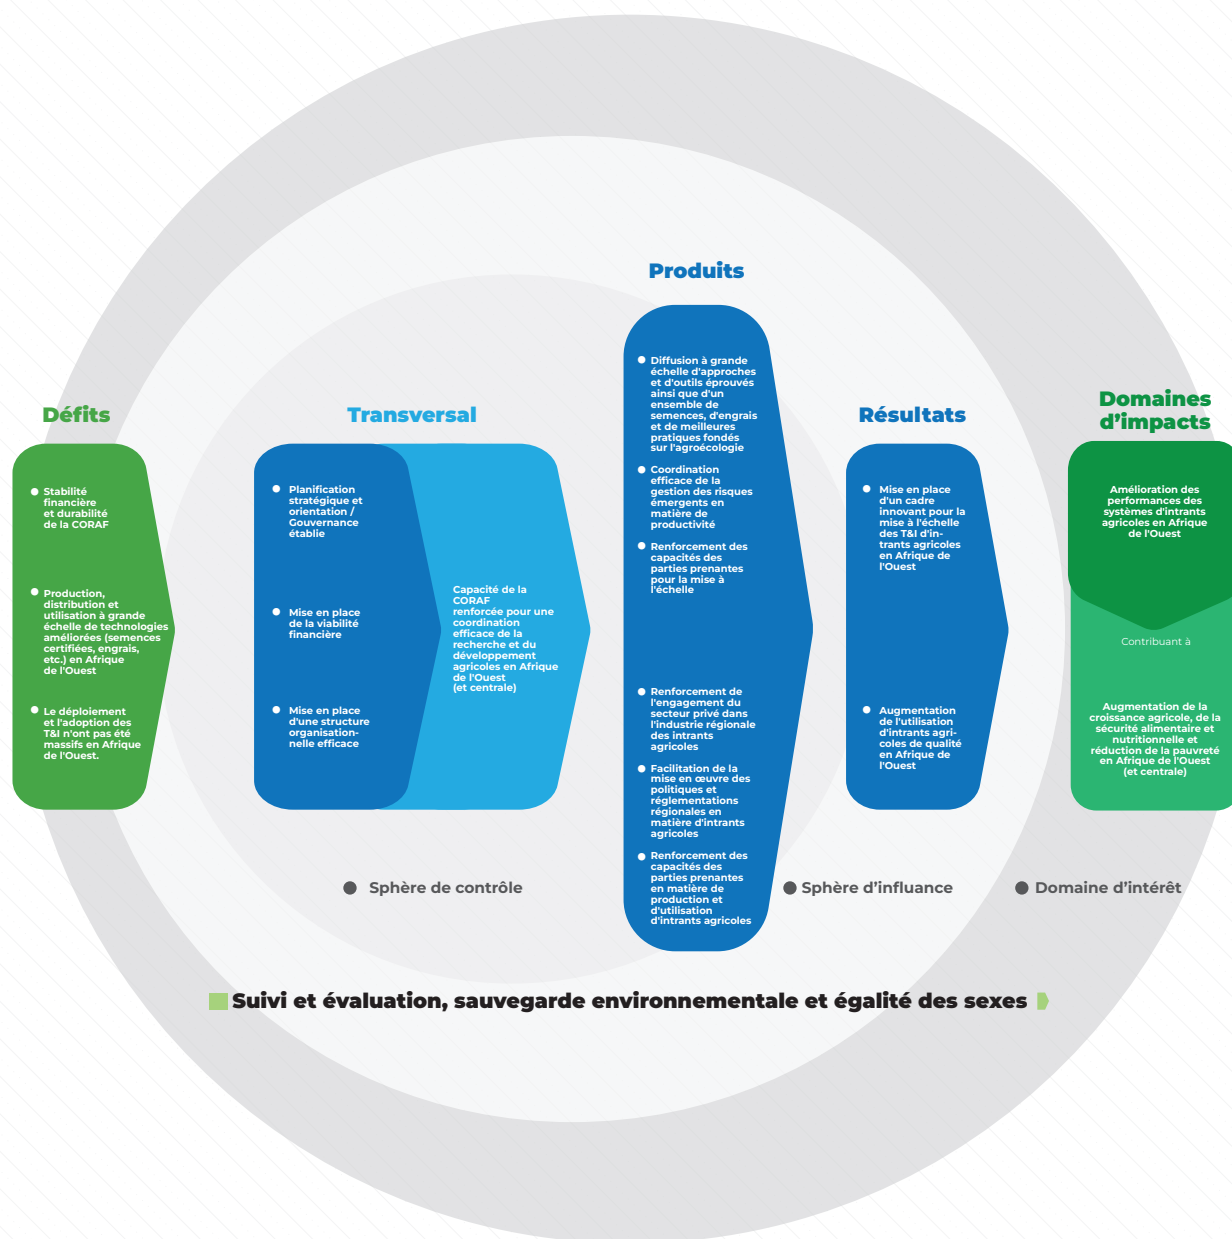 Défits
Stabilité
financière
et durabilité
de la CORAF
Production,
distribution et
utilisation à grande
échelle de technologies
améliorées (semences
certifiées, engrais,
etc.) en Afrique
de l'Ouest
Le déploiement
et l'adoption des
T&I n'ont pas été
massifs en Afrique
de l'Ouest.
Transversal
Planification
stratégique et
orientation /
Gouvernance
établie
Mise en place
de la viabilité
financière
Mise en place
d'une structure
organisation-
nelle efficace
Capacité de la
CORAF
renforcée pour une
coordination
efficace de la
recherche et du
développement
agricoles en Afrique
de l'Ouest
(et centrale)
Produits
Diffusion à grande
échelle d'approches
et d'outils éprouvés
ainsi que d'un
ensemble de
semences, d'engrais
et de meilleures
pratiques fondés
sur l'agroécologie
Coordination
efficace de la
gestion des risques
émergents en
matière de
productivité
Renforcement des
capacités des
parties prenantes
pour la mise à
l'échelle
Renforcement de
l'engagement du
secteur privé dans
l'industrie régionale
des intrants
agricoles
Facilitation de la
mise en œuvre des
politiques et
réglementations
régionales en
matière d'intrants
agricoles
Renforcement des
capacités des
parties prenantes
en matière de
production et
d'utilisation
d'intrants agricoles
Résultats
Mise en place
d'un cadre
innovant pour la
mise à l'échelle
des T&I d'in-
trants agricoles
en Afrique de
l'Ouest
Augmentation
de l'utilisation
d'intrants agri-
coles de qualité
en Afrique de
l'Ouest
Domaines
d'impacts
Amélioration des
performances des
systèmes d'intrants
agricoles en Afrique
de l'Ouest
Contribuant à
Augmentation de la
croissance agricole, de la
sécurité alimentaire et
nutritionnelle et
réduction de la pauvreté
en Afrique de l'Ouest
(et centrale)
Sphère de contrôle
Sphère d'influence
Domaine d'intérêt
Suivi et évaluation, sauvegarde environnementale et égalité des sexes